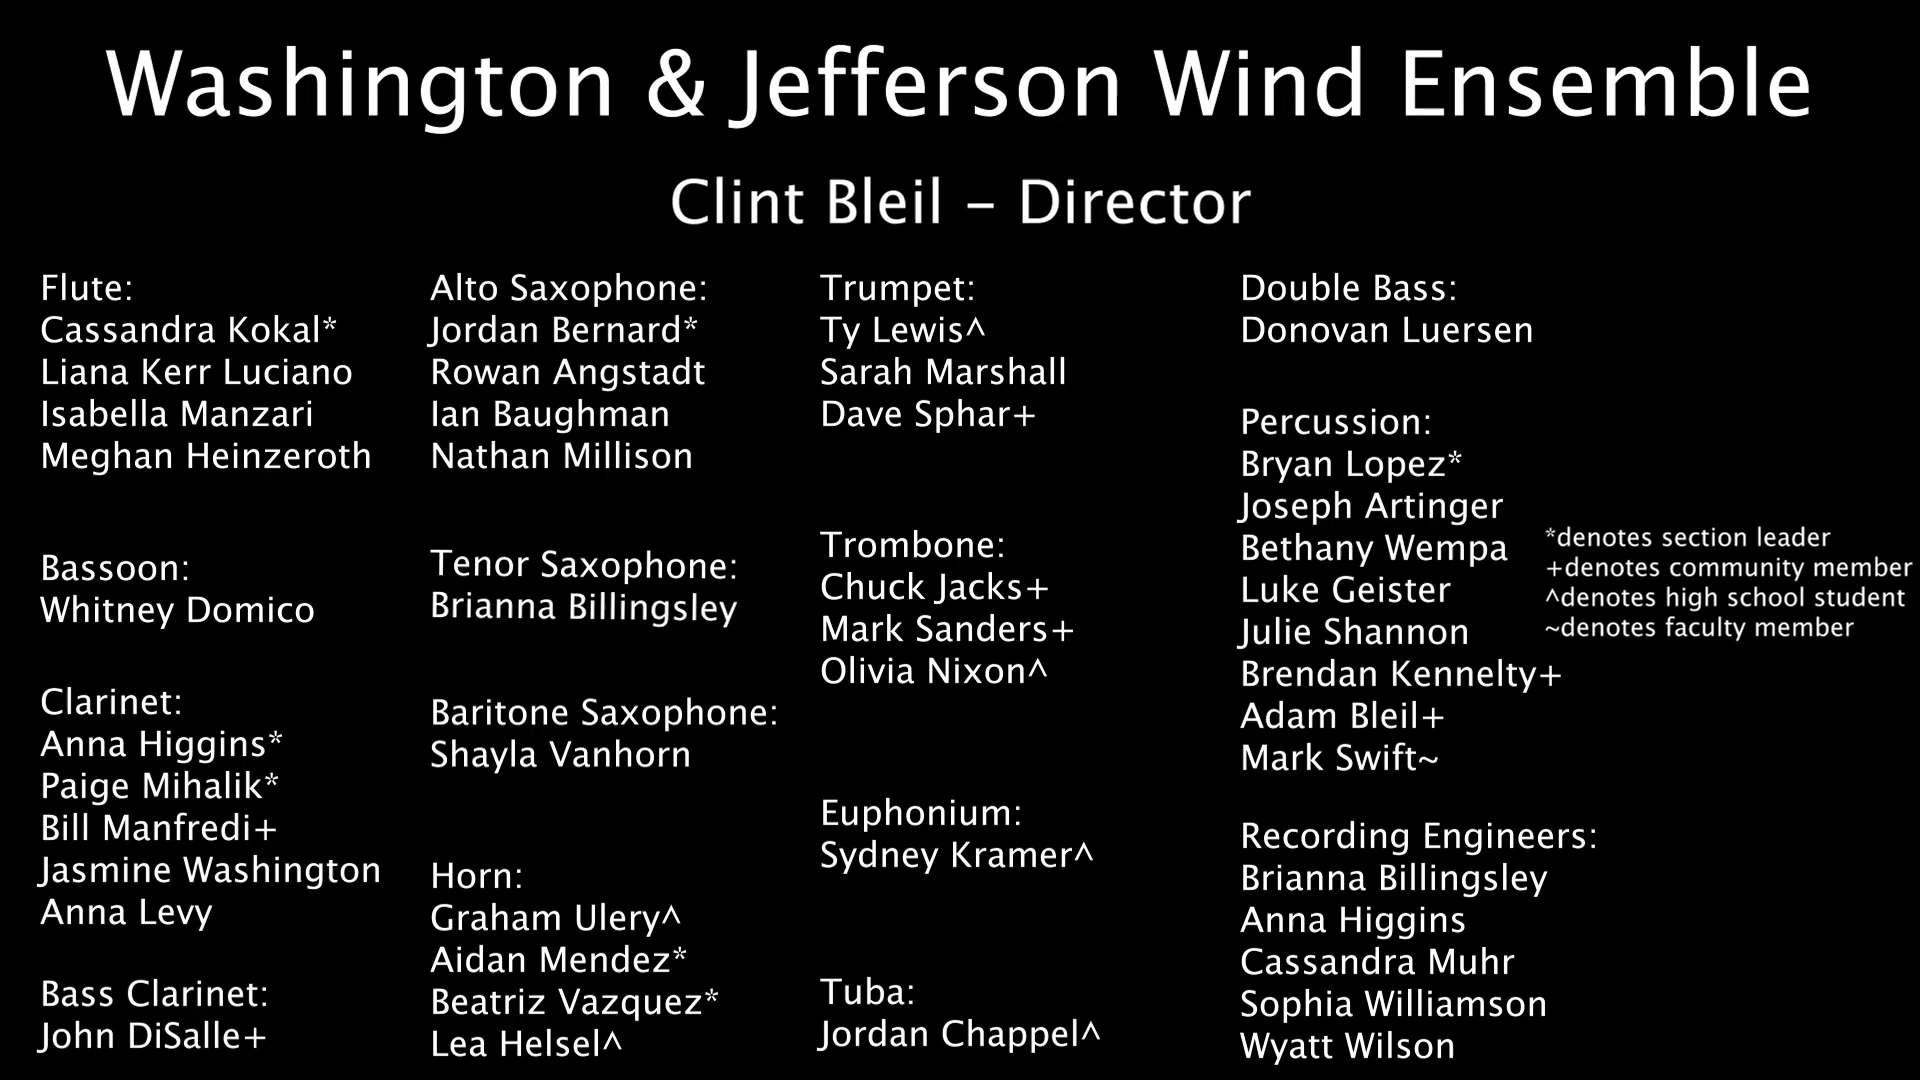 Washington & Jefferson Wind Ensemble
Clint Bleil - Director
Flute:
Cassandra Kokal*
Liana Kerr Luciano
Isabella Manzari
Meghan Heinzeroth
Bassoon:
Whitney Domico
Clarinet:
Anna Higgins*
Paige Mihalik*
Bill Manfredi+
Jasmine Washington
Anna Levy
Bass Clarinet:
John DiSalle+
Alto Saxophone:
Jordan Bernard*
Rowan Angstadt
Ian Baughman
Nathan Millison
Tenor Saxophone:
Brianna Billingsley
Baritone Saxophone:
Shayla Vanhorn
Horn:
Graham Ulery^
Aidan Mendez*
Beatriz Vazquez*
Lea Helsel^
Trumpet:
Ty Lewis^
Sarah Marshall
Dave Sphar+
Trombone:
Chuck Jacks+
Mark Sanders+
Olivia Nixon^
Euphonium:
Sydney Kramer^
Tuba:
Jordan Chappel^
Double Bass:
Donovan Luersen
Percussion:
Bryan Lopez*
Joseph Artinger
Bethany Wempa
Luke Geister
Julie Shannon
Brendan Kennelty+
Adam Bleil+
Mark Swift~
Recording Engineers:
Brianna Billingsley
Anna Higgins
Cassandra Muhr
Sophia Williamson
Wyatt Wilson
*denotes section leader
+denotes community member
^denotes high school student
~denotes faculty member